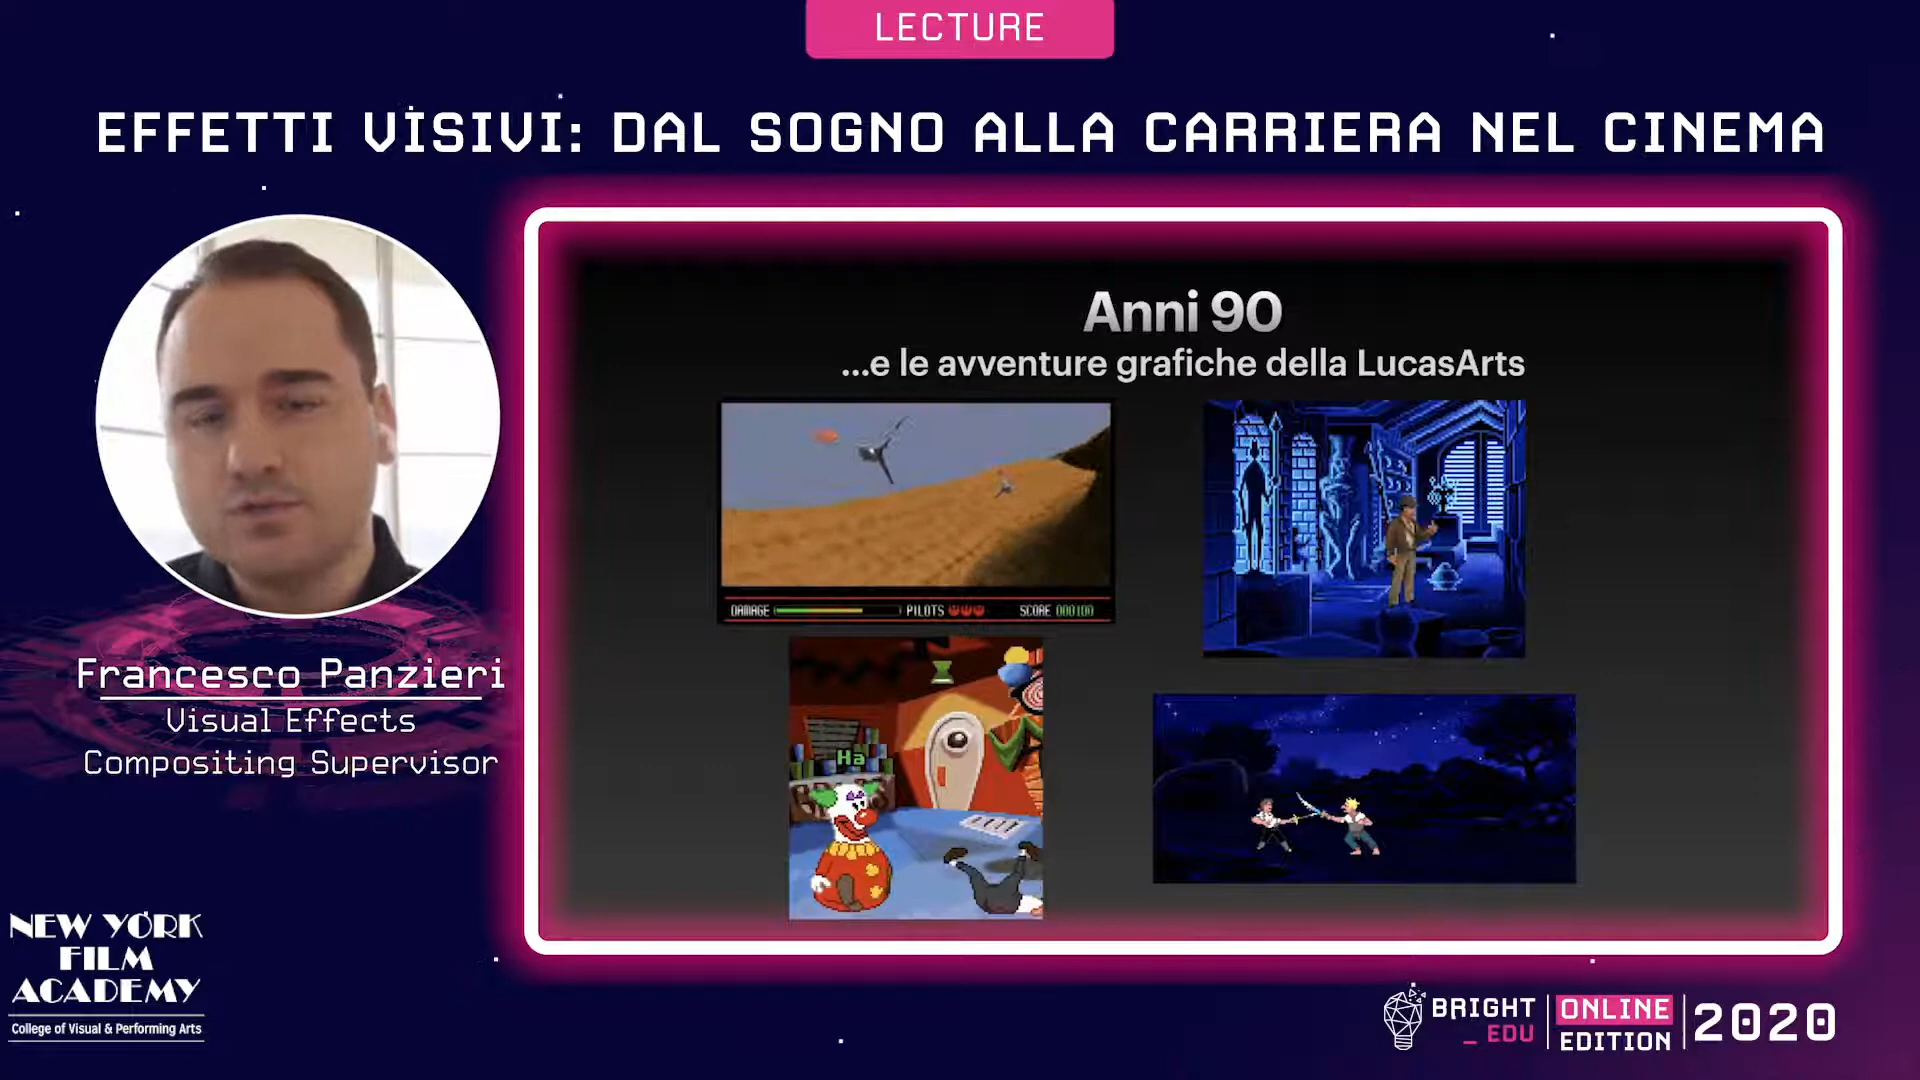 LECTURE
EFFETTI VISIVI: DAL SOGNO ALLA CARRIERA NEL CINEMA
Anni 90
...e le avventure grafiche della LucasArts
DAMAGE PILOTS SCORE 000100
Ha
Francesco Panzieri
Visual Effects
Compositing Supervisor
NEW YORK
FILM
ACADEMY
College of Visual & Performing Arts
BRIGHT
_ EDU
ONLINE
EDITION
2020